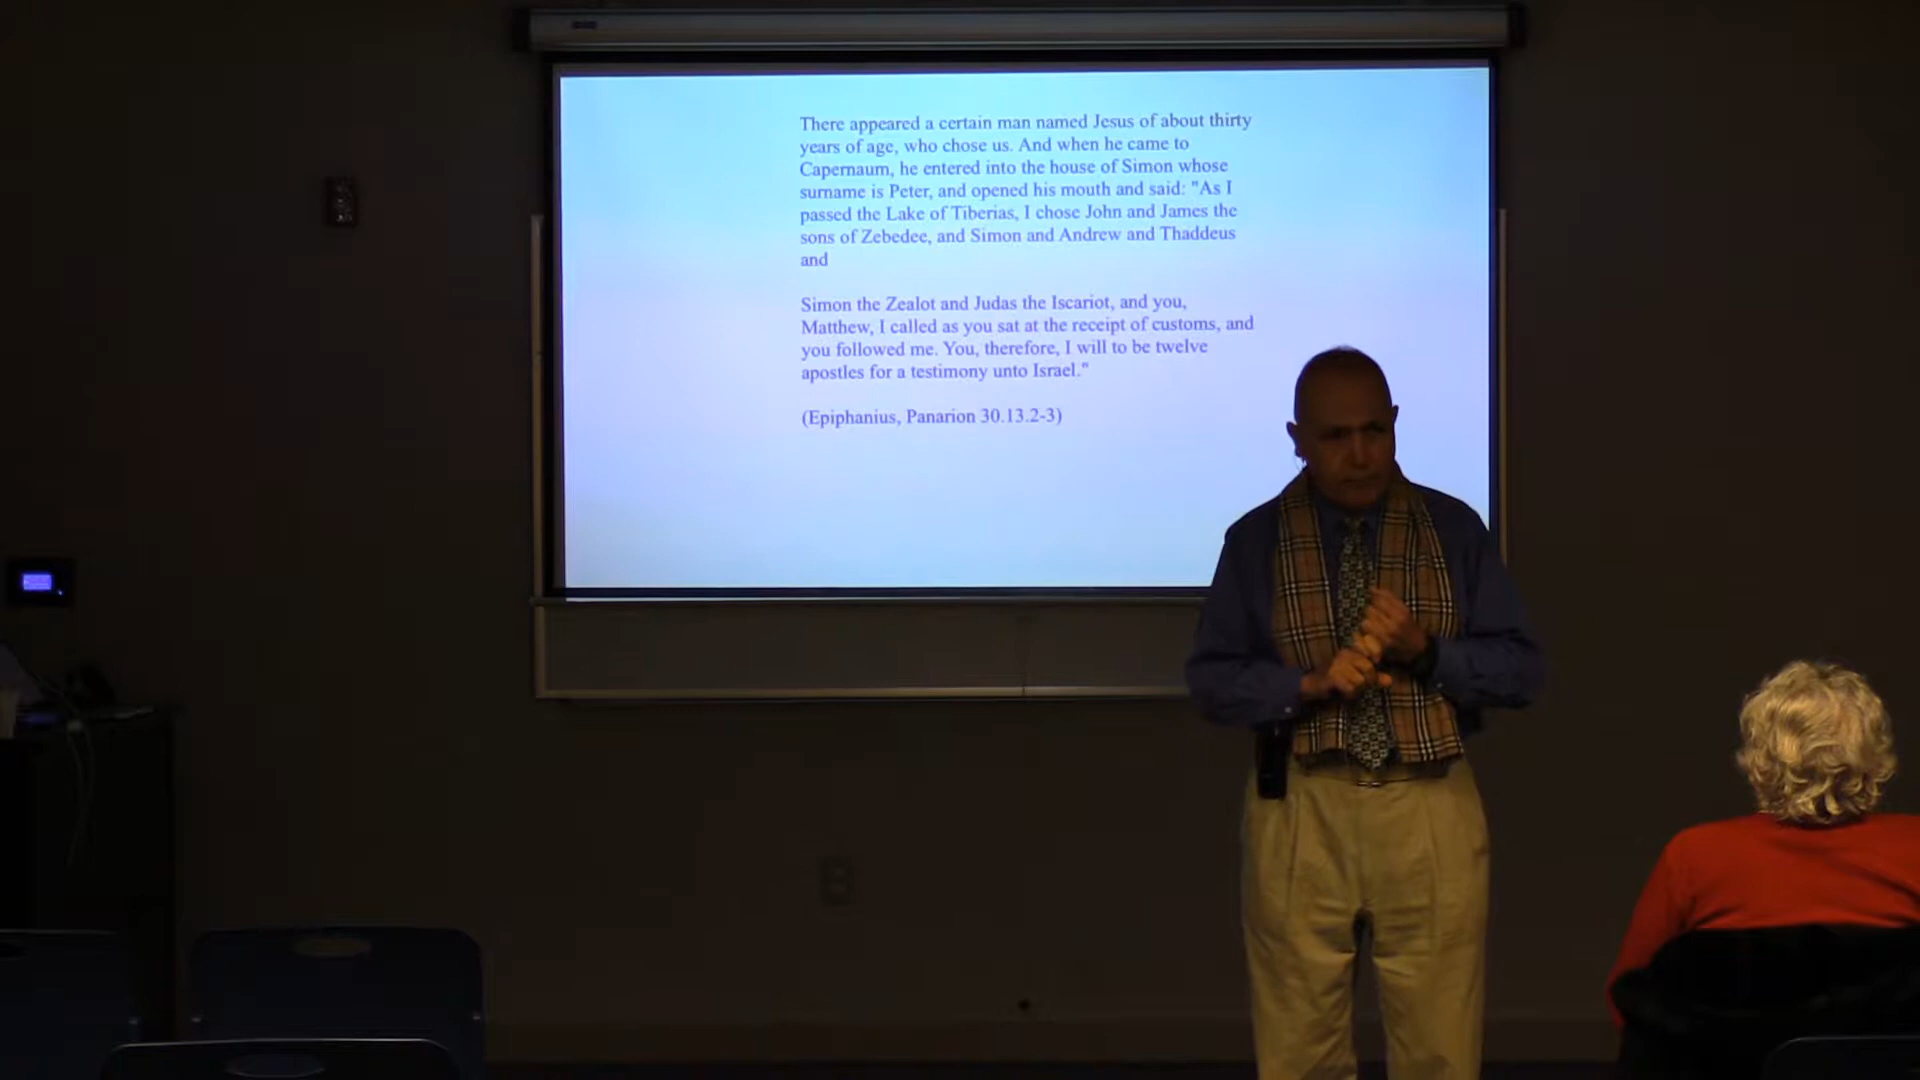 There appeared a certain man named Jesus of about thirty
years of age, who chose us. And when he came to
Capernaum, he entered into the house of Simon whose
surname is Peter, and opened his mouth and said: "As I
passed the Lake of Tiberias, I chose John and James the
sons of Zebedee, and Simon and Andrew and Thaddeus
and
Simon the Zealot and Judas the Iscariot, and you,
Matthew, I called as you sat at the receipt of customs, and
you followed me. You, therefore, I will to be twelve
apostles for a testimony unto Israel."
(Epiphanius, Panarion 30.13.2-3)